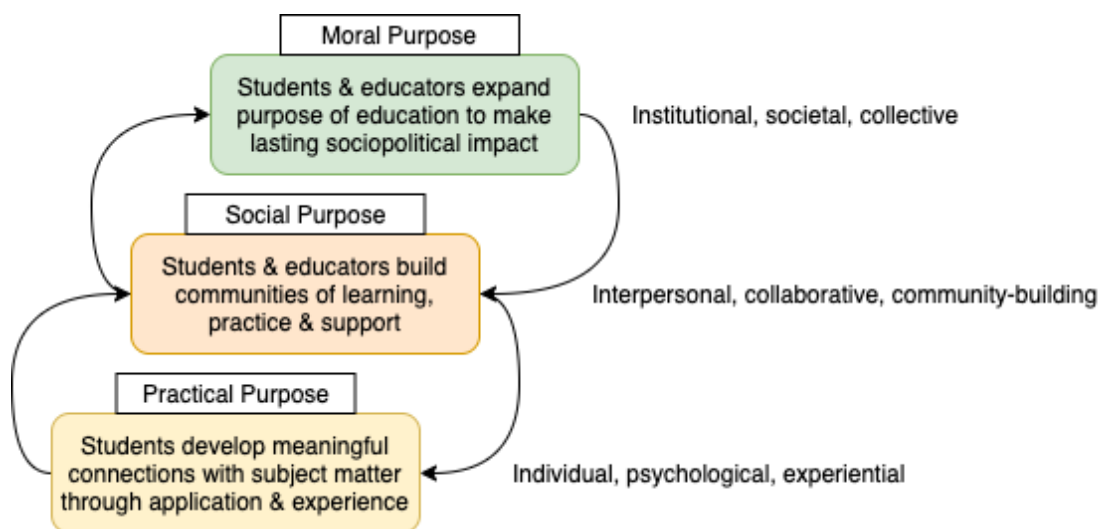 Moral Purpose
Students & educators expand
purpose of education to make
lasting sociopolitical impact
Institutional, societal, collective
Social Purpose
Students & educators build
communities of learning,
practice & support
Interpersonal, collaborative, community-building
Practical Purpose
Students develop meaningful
connections with subject matter
through application & experience
Individual, psychological, experiential